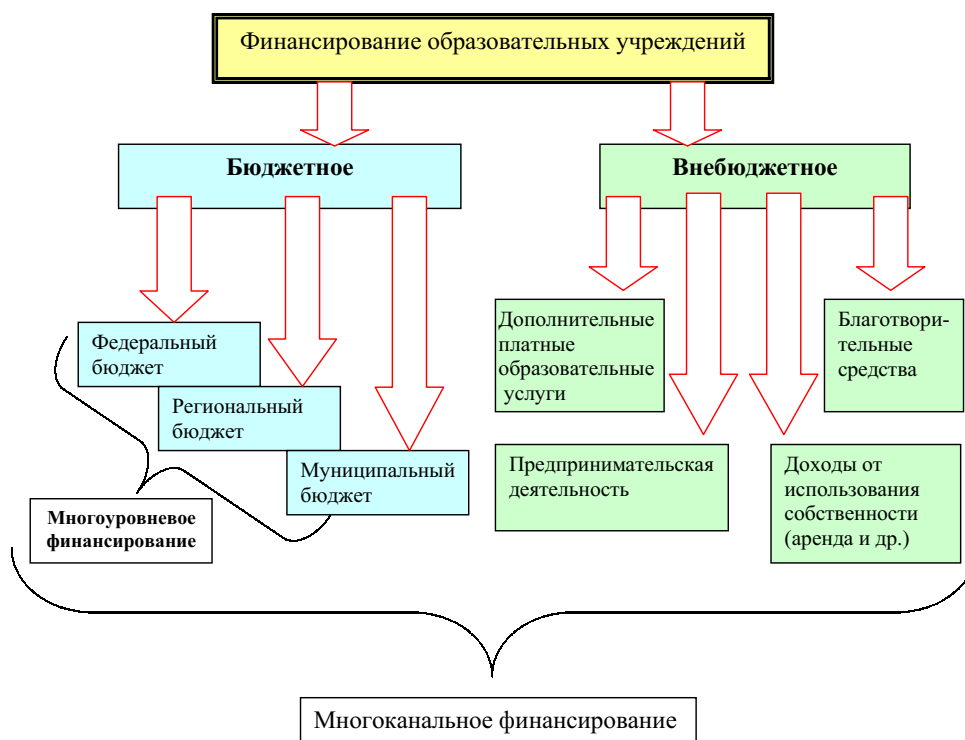 Финансирование образовательных учреждений
Бюджетное
Внебюджетное
Федеральный
бюджет
Региональный
бюджет
Муниципальный
бюджет
Многоуровневое
финансирование
Дополнительные
платные
образовательные
услуги
Благотвори-
тельные
средства
Предпринимательская
деятельность
Доходы от
использования
собственности
(аренда и др.)
Многоканальное финансирование